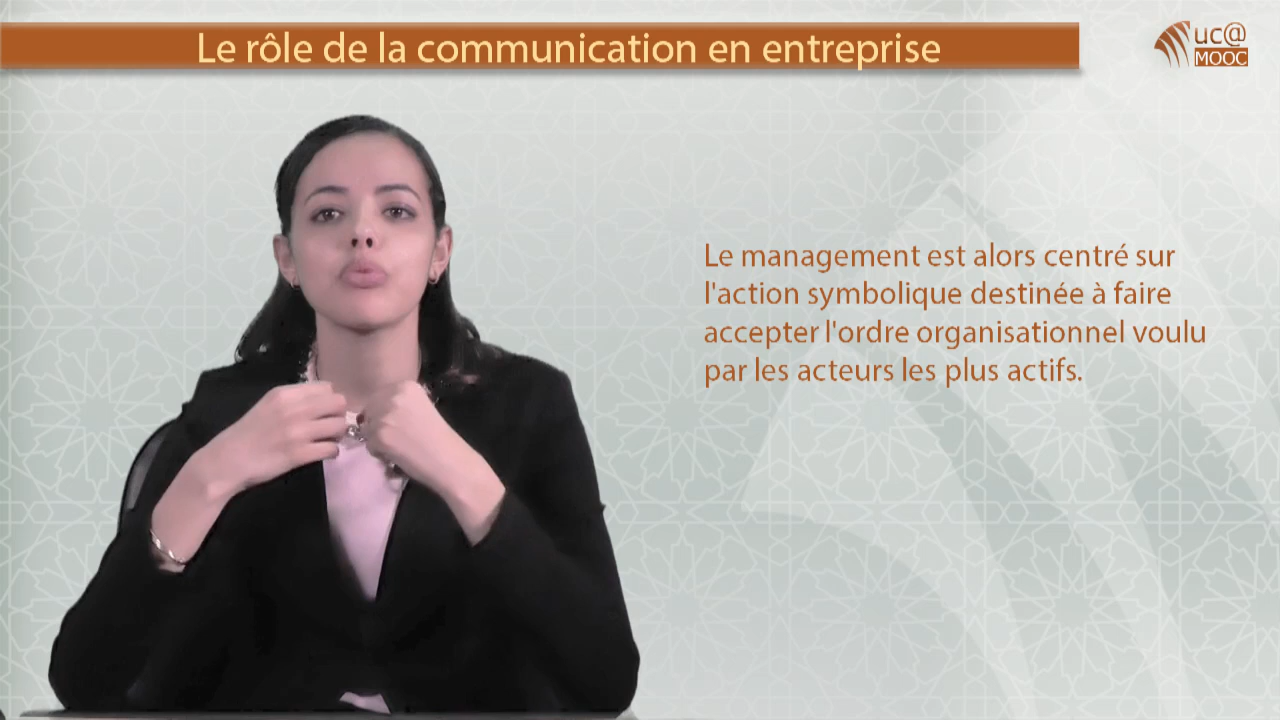 Le rôle de la communication en entreprise
uc@
MOOC
Le management est alors centré sur
l'action symbolique destinée à faire
accepter l'ordre organisationnel voulu
par les acteurs les plus actifs.